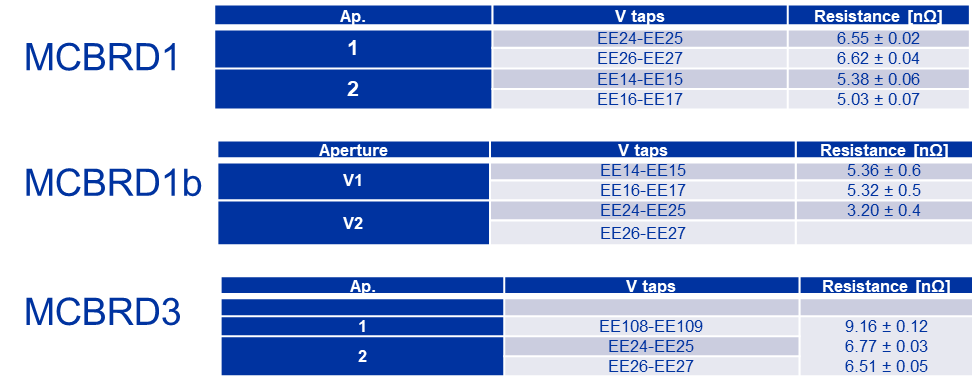 MCBRD1
Ap. V taps Resistance [nΩ]
1 EE24-EE25 6.55 ± 0.02
EE26-EE27 6.62 ± 0.04
2 EE14-EE15 5.38 ± 0.06
EE16-EE17 5.03 ± 0.07
MCBRD1b
Aperture V taps Resistance [nΩ]
V1 EE14-EE15 5.36 ± 0.6
EE16-EE17 5.32 ± 0.5
V2 EE24-EE25 3.20 ± 0.4
EE26-EE27
MCBRD3
Ap. V taps Resistance [nΩ]
1 EE108-EE109 9.16 ± 0.12
2 EE24-EE25 6.77 ± 0.03
EE26-EE27 6.51 ± 0.05